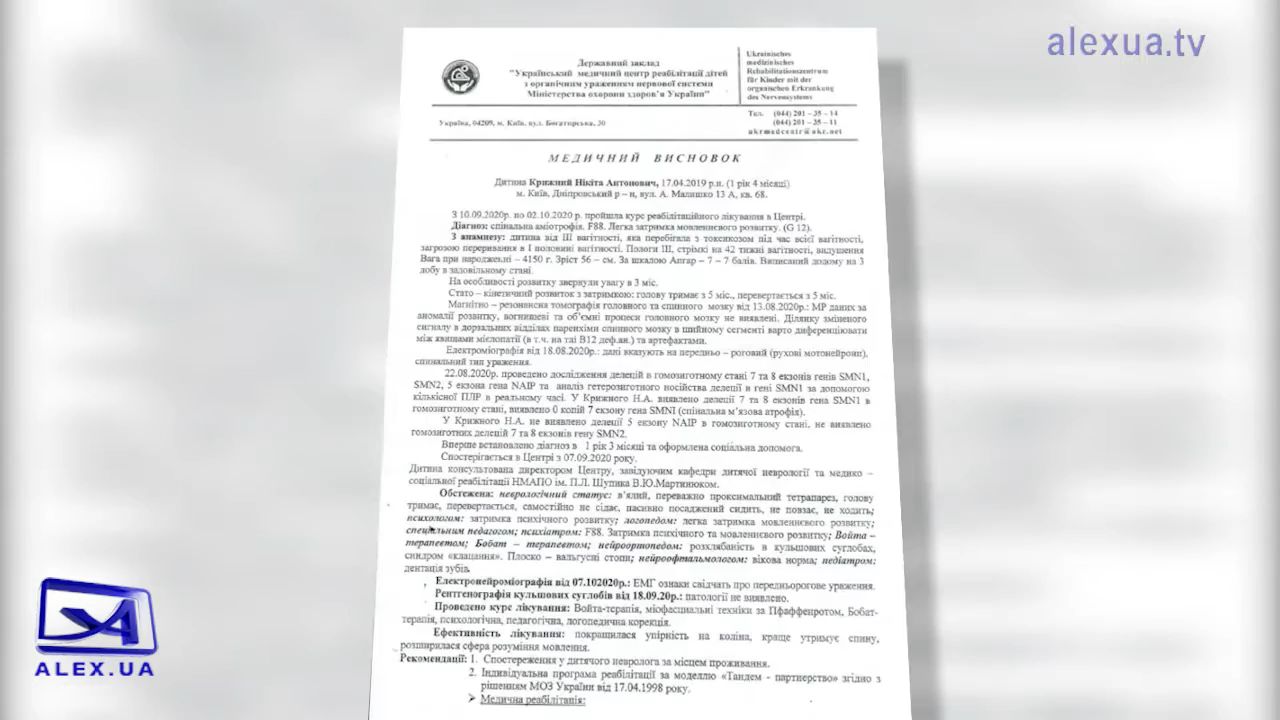 alexua.tv
Державний заклад
"Український медичний центр реабілітації дітей
з органічним ураженням нервової системи
Міністерства охорони здоров'я України"
Ukrainisches
medizinisches
Rehabilitationszentrum
für Kinder mit der
organischen Erkrankung
des Nervensystems
Україна, 04209, м. Київ, вул. Богатирська, 30
Тел. (044) 201 – 35 – 14
(044) 201 – 35 – 11
ukrmedcentr@ukr.net
МЕДИЧНИЙ ВИСНОВОК
Дитина Крижний Нікіта Антонович, 17.04.2019 р.н. (1 рік 4 місяці)
м. Київ, Дніпровський р – н, вул. А. Малишко 13 А, кв. 68.
З 10.09.2020р. по 02.10.2020 р. пройшла курс реабілітаційного лікування в Центрі.
Діагноз: спінальна аміотрофія. F88. Легка затримка мовленнєвого розвитку. (G 12).
З анамнезу: дитина від ІІІ вагітності, яка перебігала з токсикозом під час всієї вагітності,
загрозою переривання в І половині вагітності. Пологи ІІІ, стрімкі на 42 тижні вагітності, видушення
Вага при народженні – 4150 г. Зріст 56 – см. За шкалою Апгар – 7 – 7 балів. Виписаний додому на 3
добу в задовільному стані.
На особливості розвитку звернули увагу в 3 міс.
Стато – кінетичний розвиток з затримкою: голову тримає з 5 міс., перевертається з 5 міс.
Магнітно – резонансна томографія головного та спинного мозку від 13.08.2020р.: МР даних за
аномалії розвитку, вогнищеві та об'ємні процеси головного мозку не виявлені. Ділянку зміненого
сигналу в дорзальних відділах паренхіми спинного мозку в шийному сегменті варто диференціювати
між явищами мієлопатії (в т.ч. на тлі В12 деф.ан.) та артефактами.
Електроміографія від 18.08.2020р.: дані вказують на передньо – роговий (рухові мотонейрони),
спинальний тип ураження.
22.08.2020р. проведено дослідження делецій в гомозиготному стані 7 та 8 екзонів генів SMN1,
SMN2, 5 екзона гена NAIP та аналіз гетерозиготного носійства делеції в гені SMN1 за допомогою
кількісної ПЛР в реальному часі. У Крижного Н.А. виявлено делеції 7 та 8 екзонів гена SMN1 в
гомозиготному стані, виявлено 0 копій 7 екзону гена SMNI (спінальна м'язова атрофія).
У Крижного Н.А. не виявлено делеції 5 екзону NAIP в гомозиготному стані, не виявлено
гомозиготних делецій 7 та 8 екзонів гену SMN2.
Вперше встановлено діагноз в 1 рік 3 місяці та оформлена соціальна допомога.
Спостерігається в Центрі з 07.09.2020 року.
Дитина консультована директором Центру, завідуючим кафедри дитячої неврології та медико –
соціальної реабілітації НМАПО ім. П.Л. Шупика В.Ю.Мартинюком.
Обстежена: неврологічний статус: в'ялий, переважно проксимальний тетрапарез, голову
тримає, перевертається, самостійно не сідає, пасивно посаджений сидить, не повзає, не ходить;
психологом: затримка психічного розвитку; логопедом: легка затримка мовленнєвого розвитку;
спеціальним педагогом; психіатром: F88. Затримка психічного та мовленнєвого розвитку; Войта –
терапевтом; Бобат – терапевтом; нейроортопедом: розхлябаність в кульшових суглобах,
синдром «клацання». Плоско – вальгусні стопи; нейроофтальмологом: вікова норма; педіатром:
дентація зубів.
Електронейроміографія від 07.102020р.: ЕМГ ознаки свідчать про передньорогове ураження.
Рентгенографія кульшових суглобів від 18.09.20р.: патології не виявлено.
Проведено курс лікування: Войта-терапія, міофасціальні техніки за Пфаффенротом, Бобат-
терапія, психологічна, педагогічна, логопедична корекція.
Ефективність лікування: покращилася упірність на коліна, краще утримує спину,
розширилася сфера розуміння мовлення.
Рекомендації: 1. Спостереження у дитячого невролога за місцем проживання.
2. Індивідуальна програма реабілітації за моделлю «Тандем - партнерство» згідно з
рішенням МОЗ України від 17.04.1998 року.
➢ Медична реабілітація:
ALEX.UA